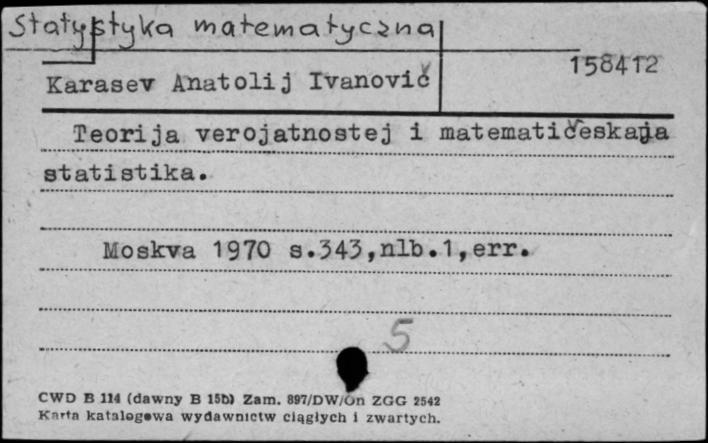 Statystyka matematyczna
158412
Karasev Anatolij Ivanovič
Teorija verojatnostej i matematičeskaja
statistika.
Moskva 1970 s.343,nlb.1,err.
5
CWD B 114 (dawny B 15b) Zam. 897/DW/On ZGG 2542
Karta katalogowa wydawnictw ciągłych i zwartych.